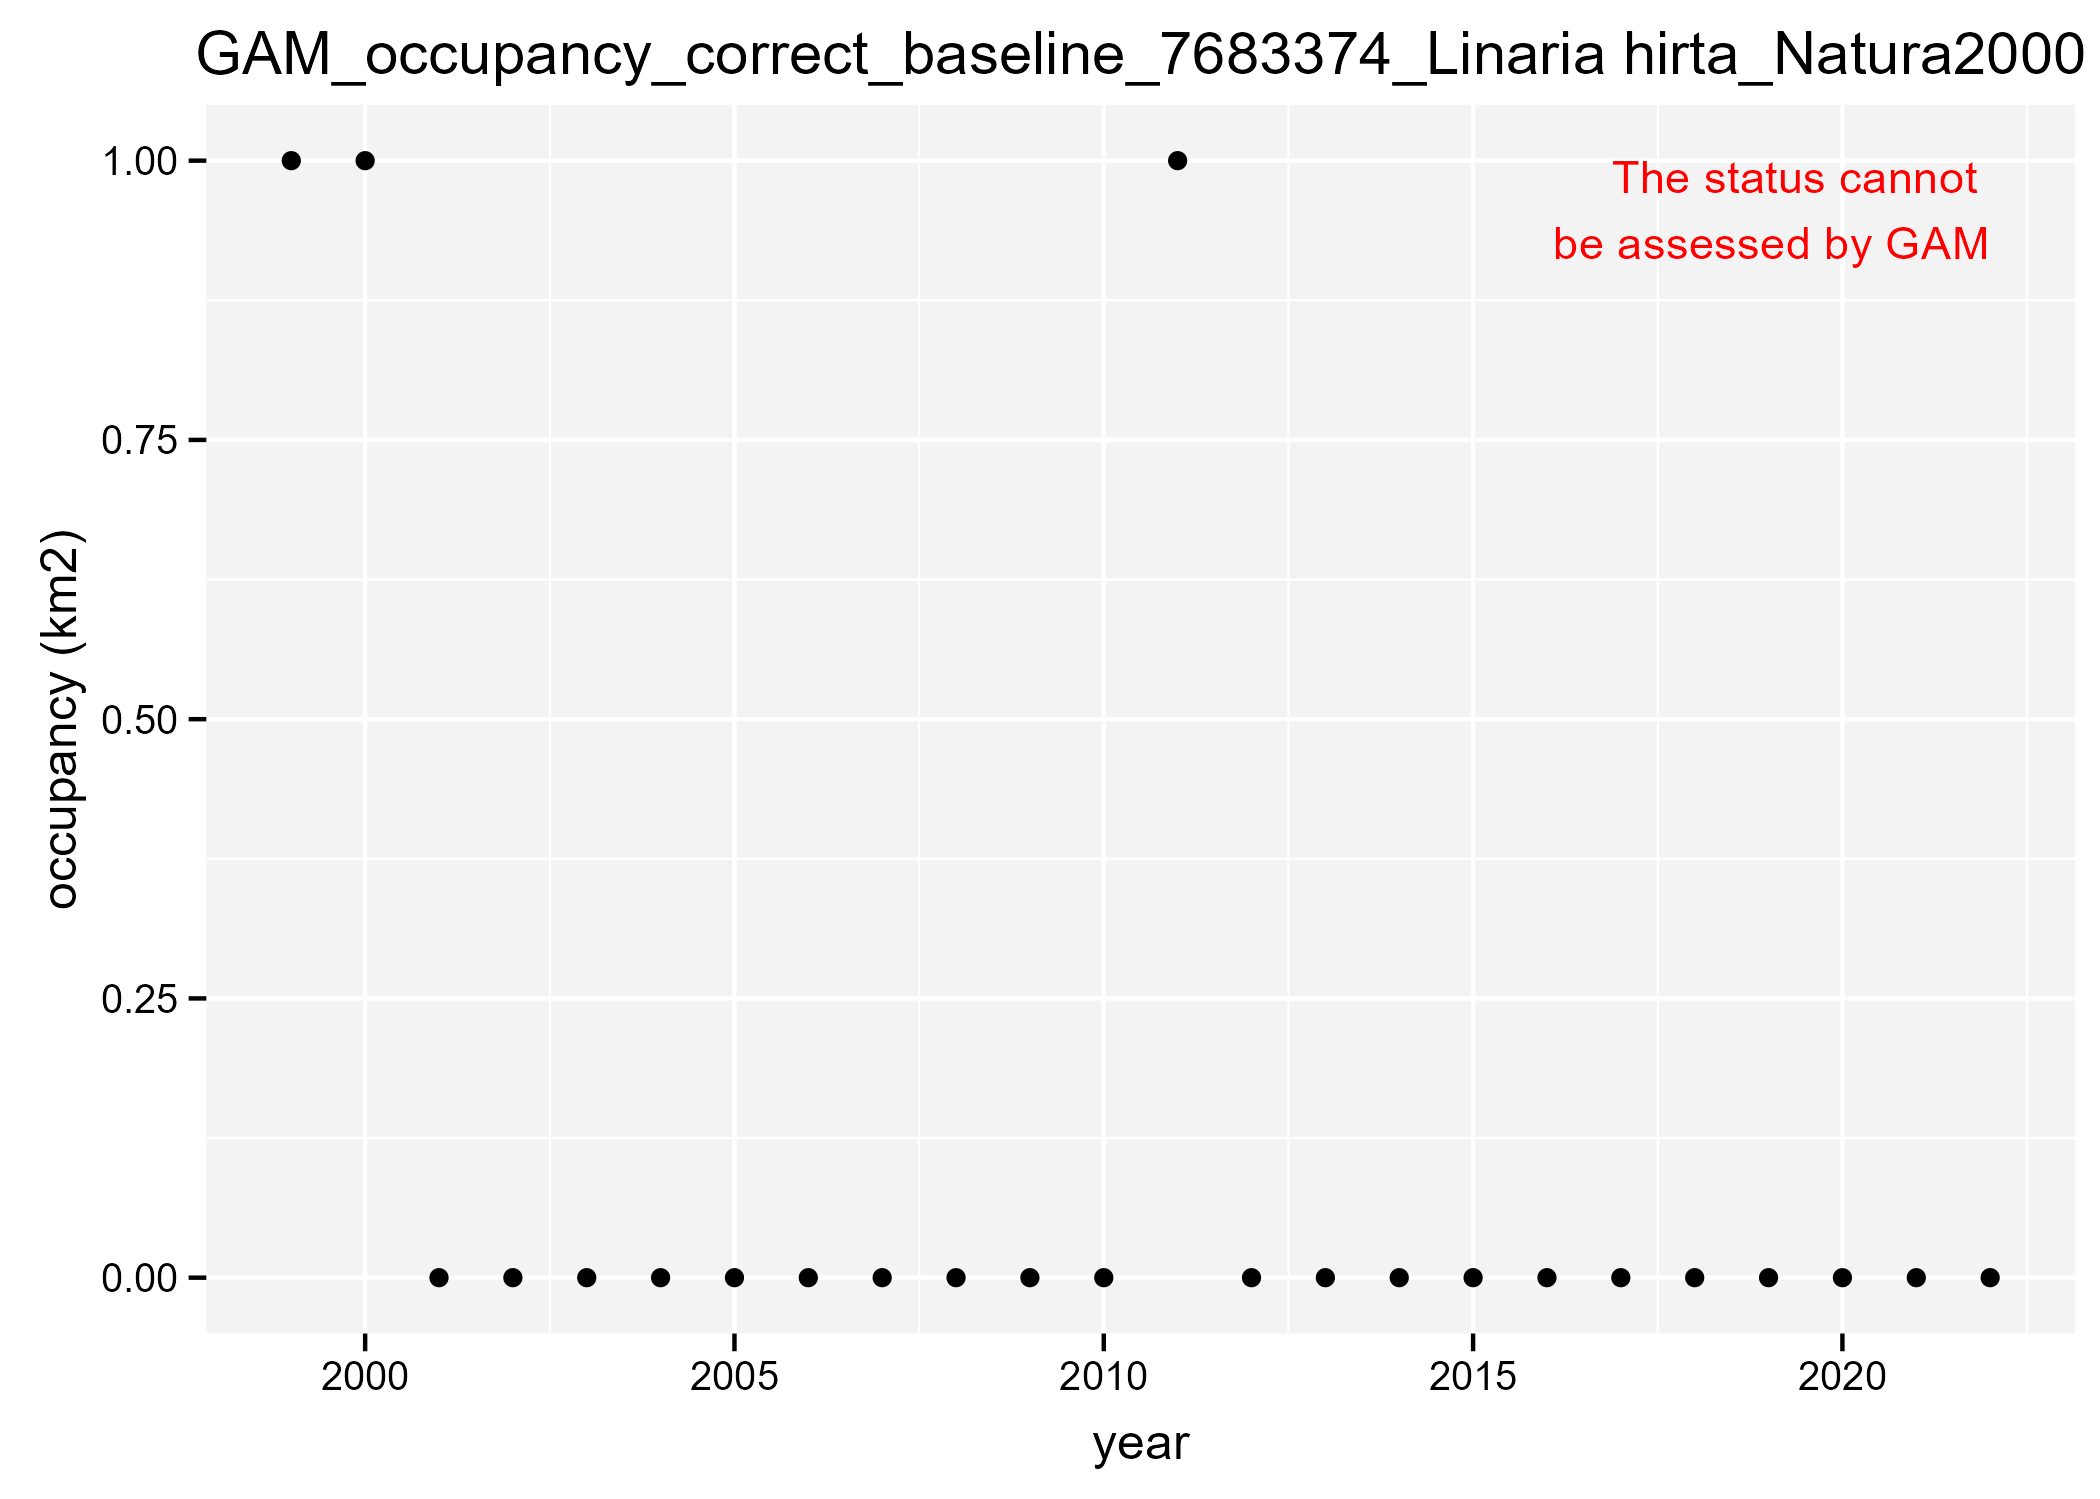 GAM_occupancy_correct_baseline_7683374_Linaria hirta_Natura2000
The status cannot
be assessed by GAM
occupancy (km2)
1.00
0.75
0.50
0.25
0.00
2000 2005 2010 2015 2020
year